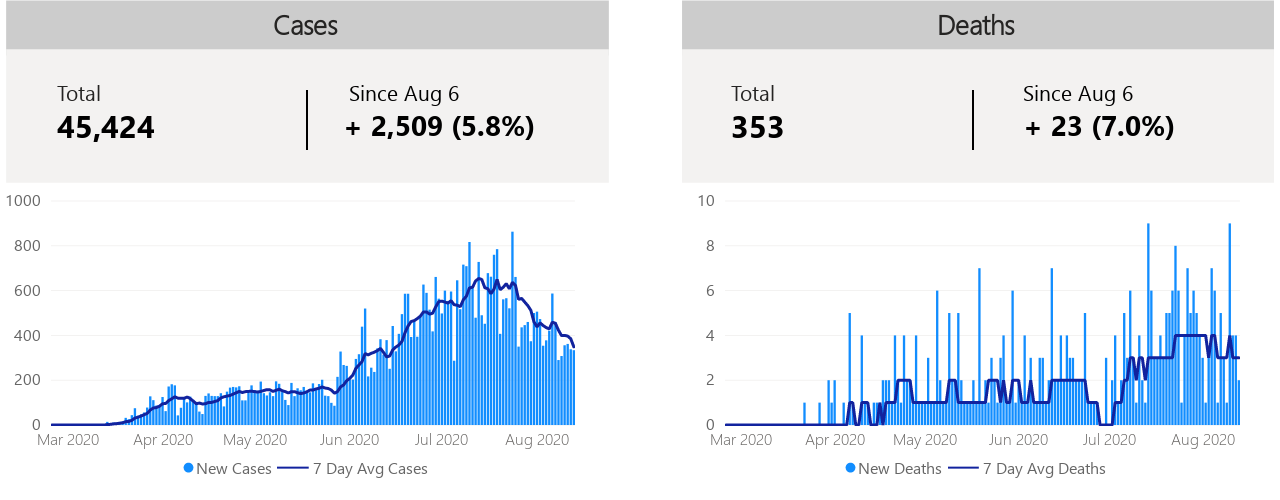 Cases
Total
Since Aug 6
45,424
+ 2,509 (5.8%)
1000
800
600
400
200
0
Mar 2020 Apr 2020 May 2020 Jun 2020 Jul 2020 Aug 2020
New Cases 7 Day Avg Cases
Deaths
Total
Since Aug 6
353
+ 23 (7.0%)
10
8
6
4
2
0
Mar 2020 Apr 2020 May 2020 Jun 2020 Jul 2020 Aug 2020
New Deaths 7 Day Avg Deaths